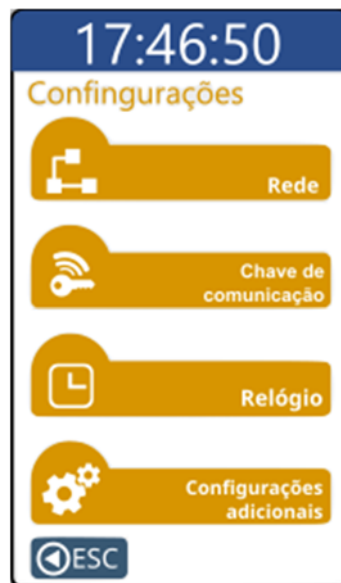 17:46:50
Confingurações
Rede
Chave de
comunicação
Relógio
Configurações
adicionais
ESC